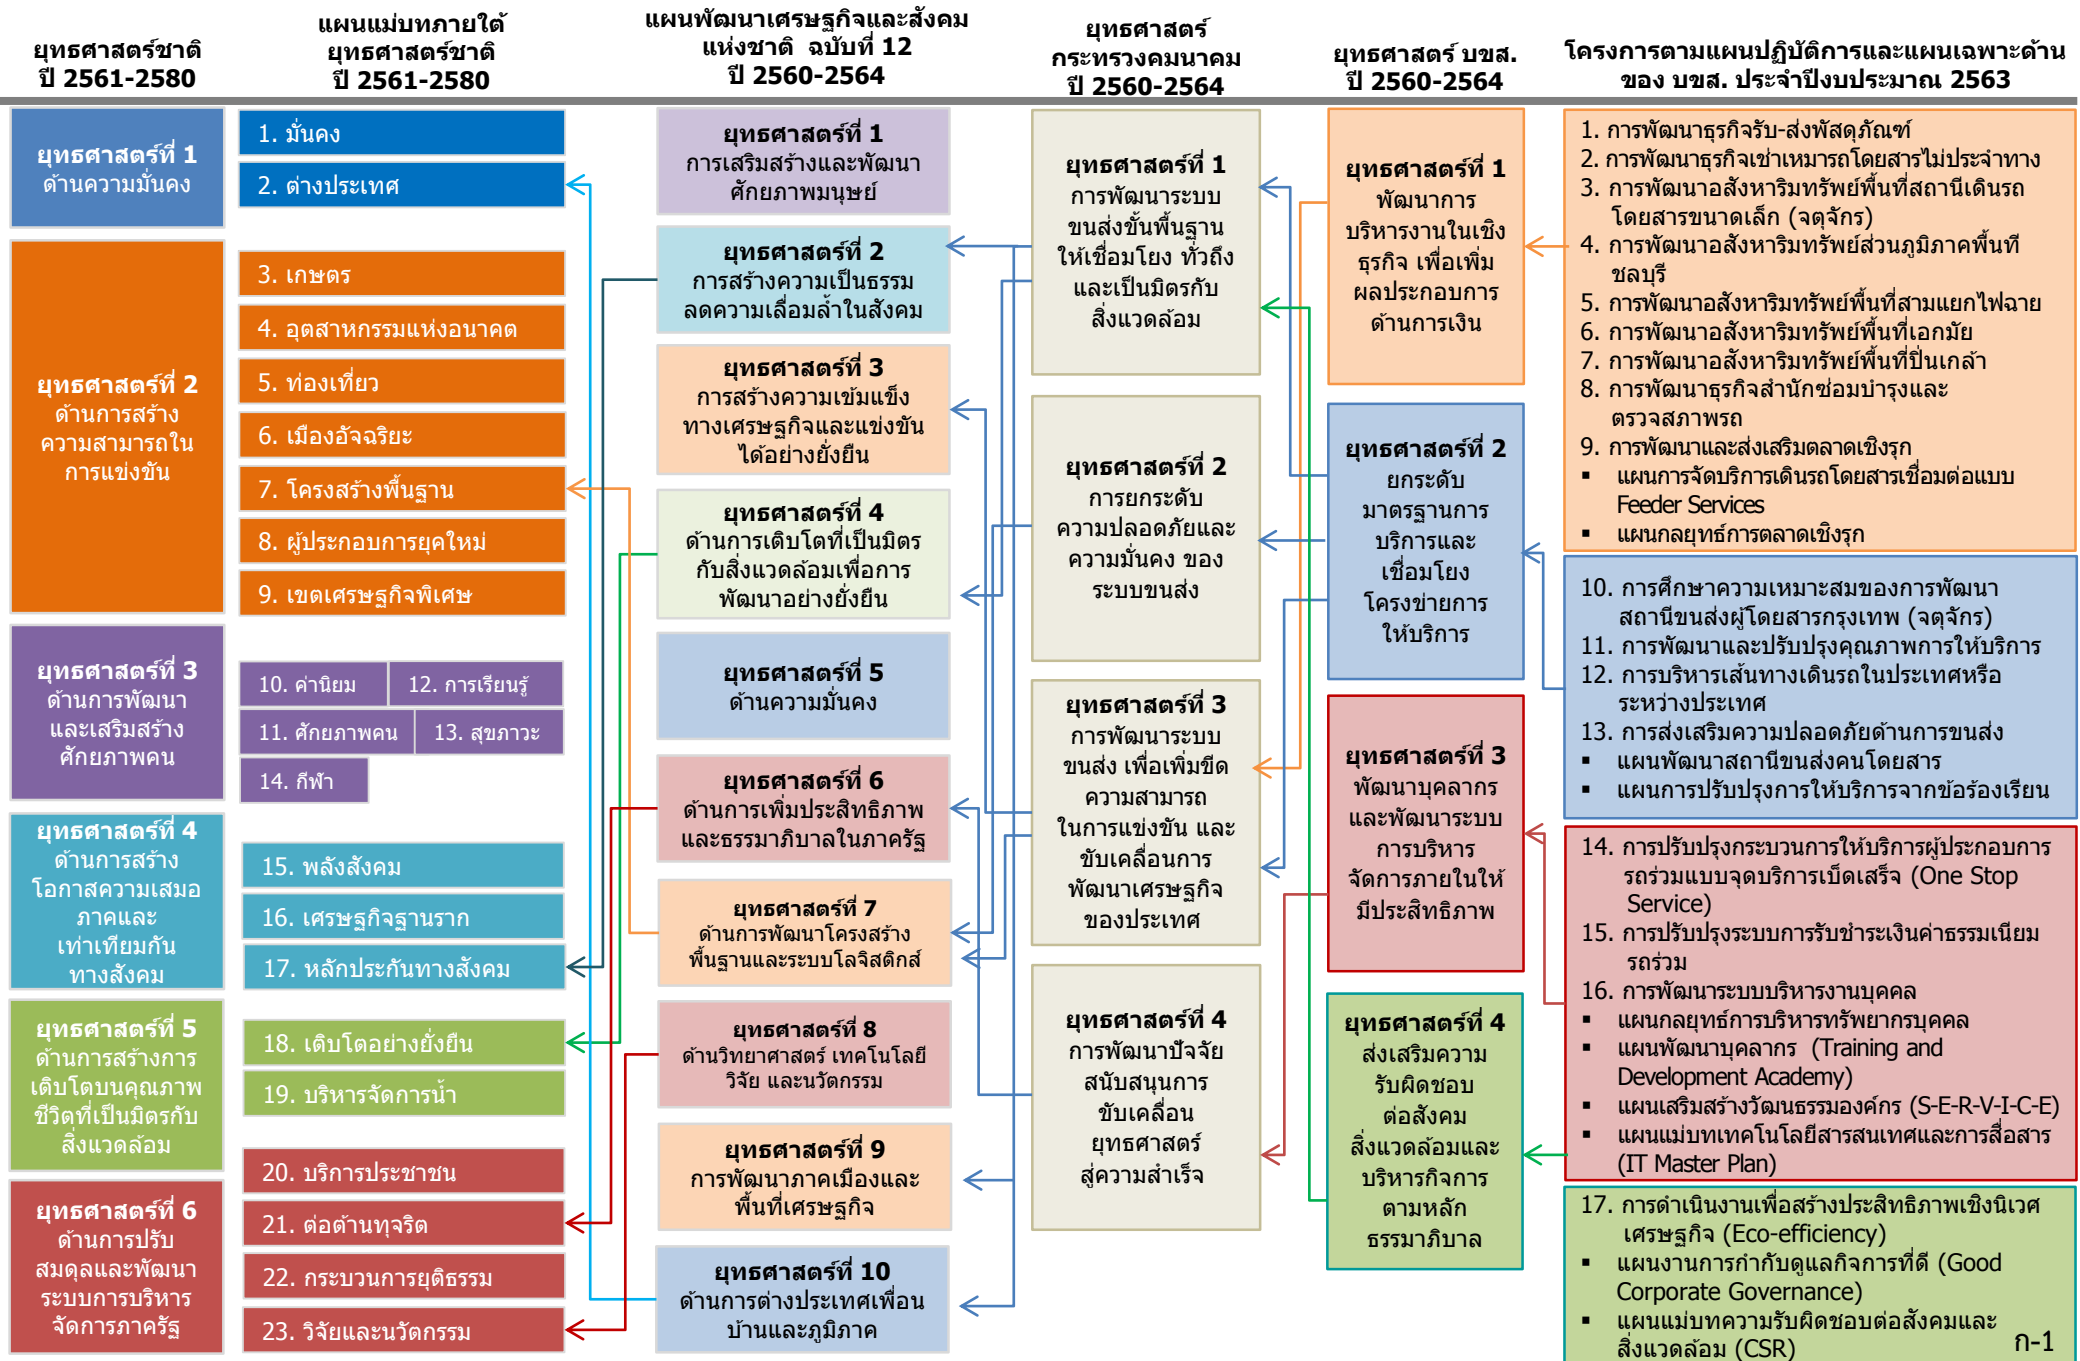 ยุทธศาสตร์ชาติ
ปี 2561-2580
แผนแม่บทภายใต้
ยุทธศาสตร์ชาติ
ปี 2561-2580
แผนพัฒนาเศรษฐกิจและสังคม
แห่งชาติ ฉบับที่ 12
ปี 2560-2564
ยุทธศาสตร์
กระทรวงคมนาคม
ปี 2560-2564
ยุทธศาสตร์ บขส.
ปี 2560-2564
โครงการตามแผนปฏิบัติการและแผนเฉพาะด้าน
ของ บขส. ประจำปีงบประมาณ 2563
ยุทธศาสตร์ที่ 1
ด้านความมั่นคง
ยุทธศาสตร์ที่ 2
ด้านการสร้าง
ความสามารถใน
การแข่งขัน
ยุทธศาสตร์ที่ 3
ด้านการพัฒนา
และเสริมสร้าง
ศักยภาพคน
ยุทธศาสตร์ที่ 4
ด้านการสร้าง
โอกาสความเสมอ
ภาคและ
เท่าเทียมกัน
ทางสังคม
ยุทธศาสตร์ที่ 5
ด้านการสร้างการ
เติบโตบนคุณภาพ
ชีวิตที่เป็นมิตรกับ
สิ่งแวดล้อม
ยุทธศาสตร์ที่ 6
ด้านการปรับ
สมดุลและพัฒนา
ระบบการบริหาร
จัดการภาครัฐ
1. มั่นคง
2. ต่างประเทศ
3. เกษตร
4. อุตสาหกรรมแห่งอนาคต
5. ท่องเที่ยว
6. เมืองอัจฉริยะ
7. โครงสร้างพื้นฐาน
8. ผู้ประกอบการยุคใหม่
9. เขตเศรษฐกิจพิเศษ
10. ค่านิยม
12. การเรียนรู้
11. ศักยภาพคน
13. สุขภาวะ
14. กีฬา
15. พลังสังคม
16. เศรษฐกิจฐานราก
17. หลักประกันทางสังคม
18. เติบโตอย่างยั่งยืน
19. บริหารจัดการน้ำ
20. บริการประชาชน
21. ต่อต้านทุจริต
22. กระบวนการยุติธรรม
23. วิจัยและนวัตกรรม
ยุทธศาสตร์ที่ 1
การเสริมสร้างและพัฒนา
ศักยภาพมนุษย์
ยุทธศาสตร์ที่ 2
การสร้างความเป็นธรรม
ลดความเลื่อมล้ำในสังคม
ยุทธศาสตร์ที่ 3
การสร้างความเข้มแข็ง
ทางเศรษฐกิจและแข่งขัน
ได้อย่างยั่งยืน
ยุทธศาสตร์ที่ 4
ด้านการเติบโตที่เป็นมิตร
กับสิ่งแวดล้อมเพื่อการ
พัฒนาอย่างยั่งยืน
ยุทธศาสตร์ที่ 5
ด้านความมั่นคง
ยุทธศาสตร์ที่ 6
ด้านการเพิ่มประสิทธิภาพ
และธรรมาภิบาลในภาครัฐ
ยุทธศาสตร์ที่ 7
ด้านการพัฒนาโครงสร้าง
พื้นฐานและระบบโลจิสติกส์
ยุทธศาสตร์ที่ 8
ด้านวิทยาศาสตร์ เทคโนโลยี
วิจัย และนวัตกรรม
ยุทธศาสตร์ที่ 9
การพัฒนาภาคเมืองและ
พื้นที่เศรษฐกิจ
ยุทธศาสตร์ที่ 10
ด้านการต่างประเทศเพื่อน
บ้านและภูมิภาค
ยุทธศาสตร์ที่ 1
การพัฒนาระบบ
ขนส่งขั้นพื้นฐาน
ให้เชื่อมโยง ทั่วถึง
และเป็นมิตรกับ
สิ่งแวดล้อม
ยุทธศาสตร์ที่ 2
การยกระดับ
ความปลอดภัยและ
ความมั่นคง ของ
ระบบขนส่ง
ยุทธศาสตร์ที่ 3
การพัฒนาระบบ
ขนส่ง เพื่อเพิ่มขีด
ความสามารถ
ในการแข่งขัน และ
ขับเคลื่อนการ
พัฒนาเศรษฐกิจ
ของประเทศ
ยุทธศาสตร์ที่ 4
การพัฒนาปัจจัย
สนับสนุนการ
ขับเคลื่อน
ยุทธศาสตร์
สู่ความสำเร็จ
ยุทธศาสตร์ที่ 1
พัฒนาการ
บริหารงานในเชิง
ธุรกิจ เพื่อเพิ่ม
ผลประกอบการ
ด้านการเงิน
ยุทธศาสตร์ที่ 2
ยกระดับ
มาตรฐานการ
บริการและ
เชื่อมโยง
โครงข่ายการ
ให้บริการ
ยุทธศาสตร์ที่ 3
พัฒนาบุคลากร
และพัฒนาระบบ
การบริหาร
จัดการภายในให้
มีประสิทธิภาพ
ยุทธศาสตร์ที่ 4
ส่งเสริมความ
รับผิดชอบ
ต่อสังคม
สิ่งแวดล้อมและ
บริหารกิจการ
ตามหลัก
ธรรมาภิบาล
1. การพัฒนาธุรกิจรับ-ส่งพัสดุภัณฑ์
2. การพัฒนาธุรกิจเช่าเหมารถโดยสารไม่ประจำทาง
3. การพัฒนาอสังหาริมทรัพย์พื้นที่สถานีเดินรถ
โดยสารขนาดเล็ก (จตุจักร)
4. การพัฒนาอสังหาริมทรัพย์ส่วนภูมิภาคพื้นที่
ชลบุรี
5. การพัฒนาอสังหาริมทรัพย์พื้นที่สามแยกไฟฉาย
6. การพัฒนาอสังหาริมทรัพย์พื้นที่เอกมัย
7. การพัฒนาอสังหาริมทรัพย์พื้นที่ปิ่นเกล้า
8. การพัฒนาธุรกิจสำนักซ่อมบำรุงและ
ตรวจสภาพรถ
9. การพัฒนาและส่งเสริมตลาดเชิงรุก
▪ แผนการจัดบริการเดินรถโดยสารเชื่อมต่อแบบ
Feeder Services
▪ แผนกลยุทธ์การตลาดเชิงรุก
10. การศึกษาความเหมาะสมของการพัฒนา
สถานีขนส่งผู้โดยสารกรุงเทพ (จตุจักร)
11. การพัฒนาและปรับปรุงคุณภาพการให้บริการ
12. การบริหารเส้นทางเดินรถในประเทศหรือ
ระหว่างประเทศ
13. การส่งเสริมความปลอดภัยด้านการขนส่ง
▪ แผนพัฒนาสถานีขนส่งคนโดยสาร
▪ แผนการปรับปรุงการให้บริการจากข้อร้องเรียน
14. การปรับปรุงกระบวนการให้บริการผู้ประกอบการ
รถร่วมแบบจุดบริการเบ็ดเสร็จ (One Stop
Service)
15. การปรับปรุงระบบการรับชำระเงินค่าธรรมเนียม
รถร่วม
16. การพัฒนาระบบบริหารงานบุคคล
▪ แผนกลยุทธ์การบริหารทรัพยากรบุคคล
▪ แผนพัฒนาบุคลากร (Training and
Development Academy)
▪ แผนเสริมสร้างวัฒนธรรมองค์กร (S-E-R-V-I-C-E)
▪ แผนแม่บทเทคโนโลยีสารสนเทศและการสื่อสาร
(IT Master Plan)
17. การดำเนินงานเพื่อสร้างประสิทธิภาพเชิงนิเวศ
เศรษฐกิจ (Eco-efficiency)
▪ แผนงานการกำกับดูแลกิจการที่ดี (Good
Corporate Governance)
▪ แผนแม่บทความรับผิดชอบต่อสังคมและ
สิ่งแวดล้อม (CSR)
ก-1